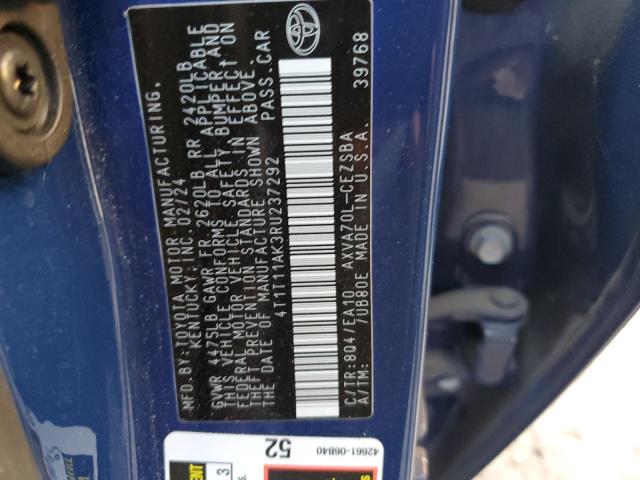 MFD.BY:TOYOTA MOTOR MANUFACTURING,
KENTUCKY, INC. 02/24
GVWR 4475LB GAWR FR 2620LB RR 2420LB
THIS VEHICLE CONFORMS TO ALL APPLICABLE
FEDERAL MOTOR VEHICLE SAFETY, BUMPER, AND
THEFT PREVENTION STANDARDS IN EFFECT ON
THE DATE OF MANUFACTURE SHOWN ABOVE.
4T1T11AK3RU237292 PASS.CAR
C/TR:8Q4/EA10 AXVA70L-CEZSBA
A/TM: /UB80E MADE IN U.S.A. 39768
52
42661-06B40
3